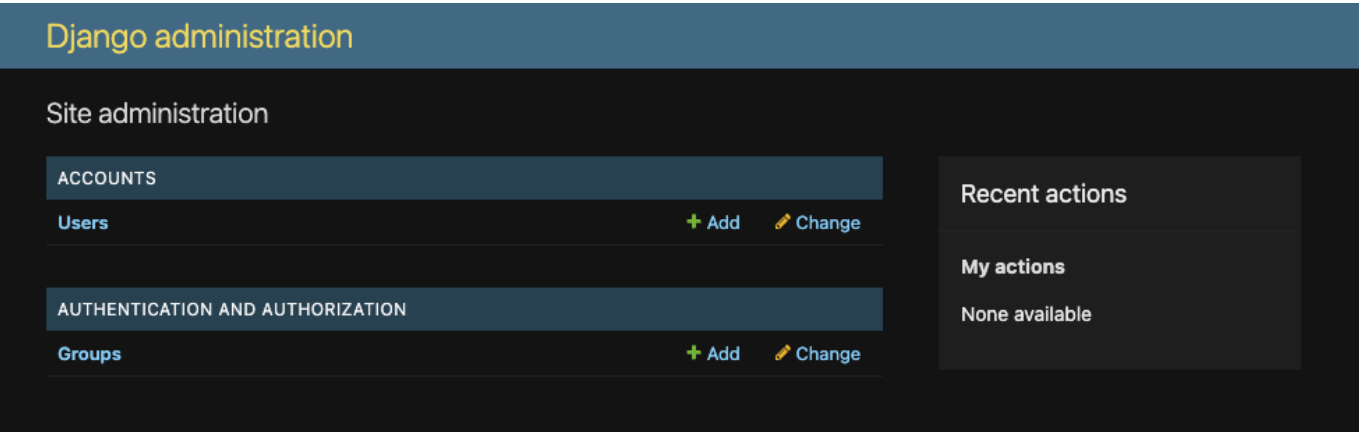 Django administration
Site administration
ACCOUNTS
Users Add Change
AUTHENTICATION AND AUTHORIZATION
Groups Add Change
Recent actions
My actions
None available